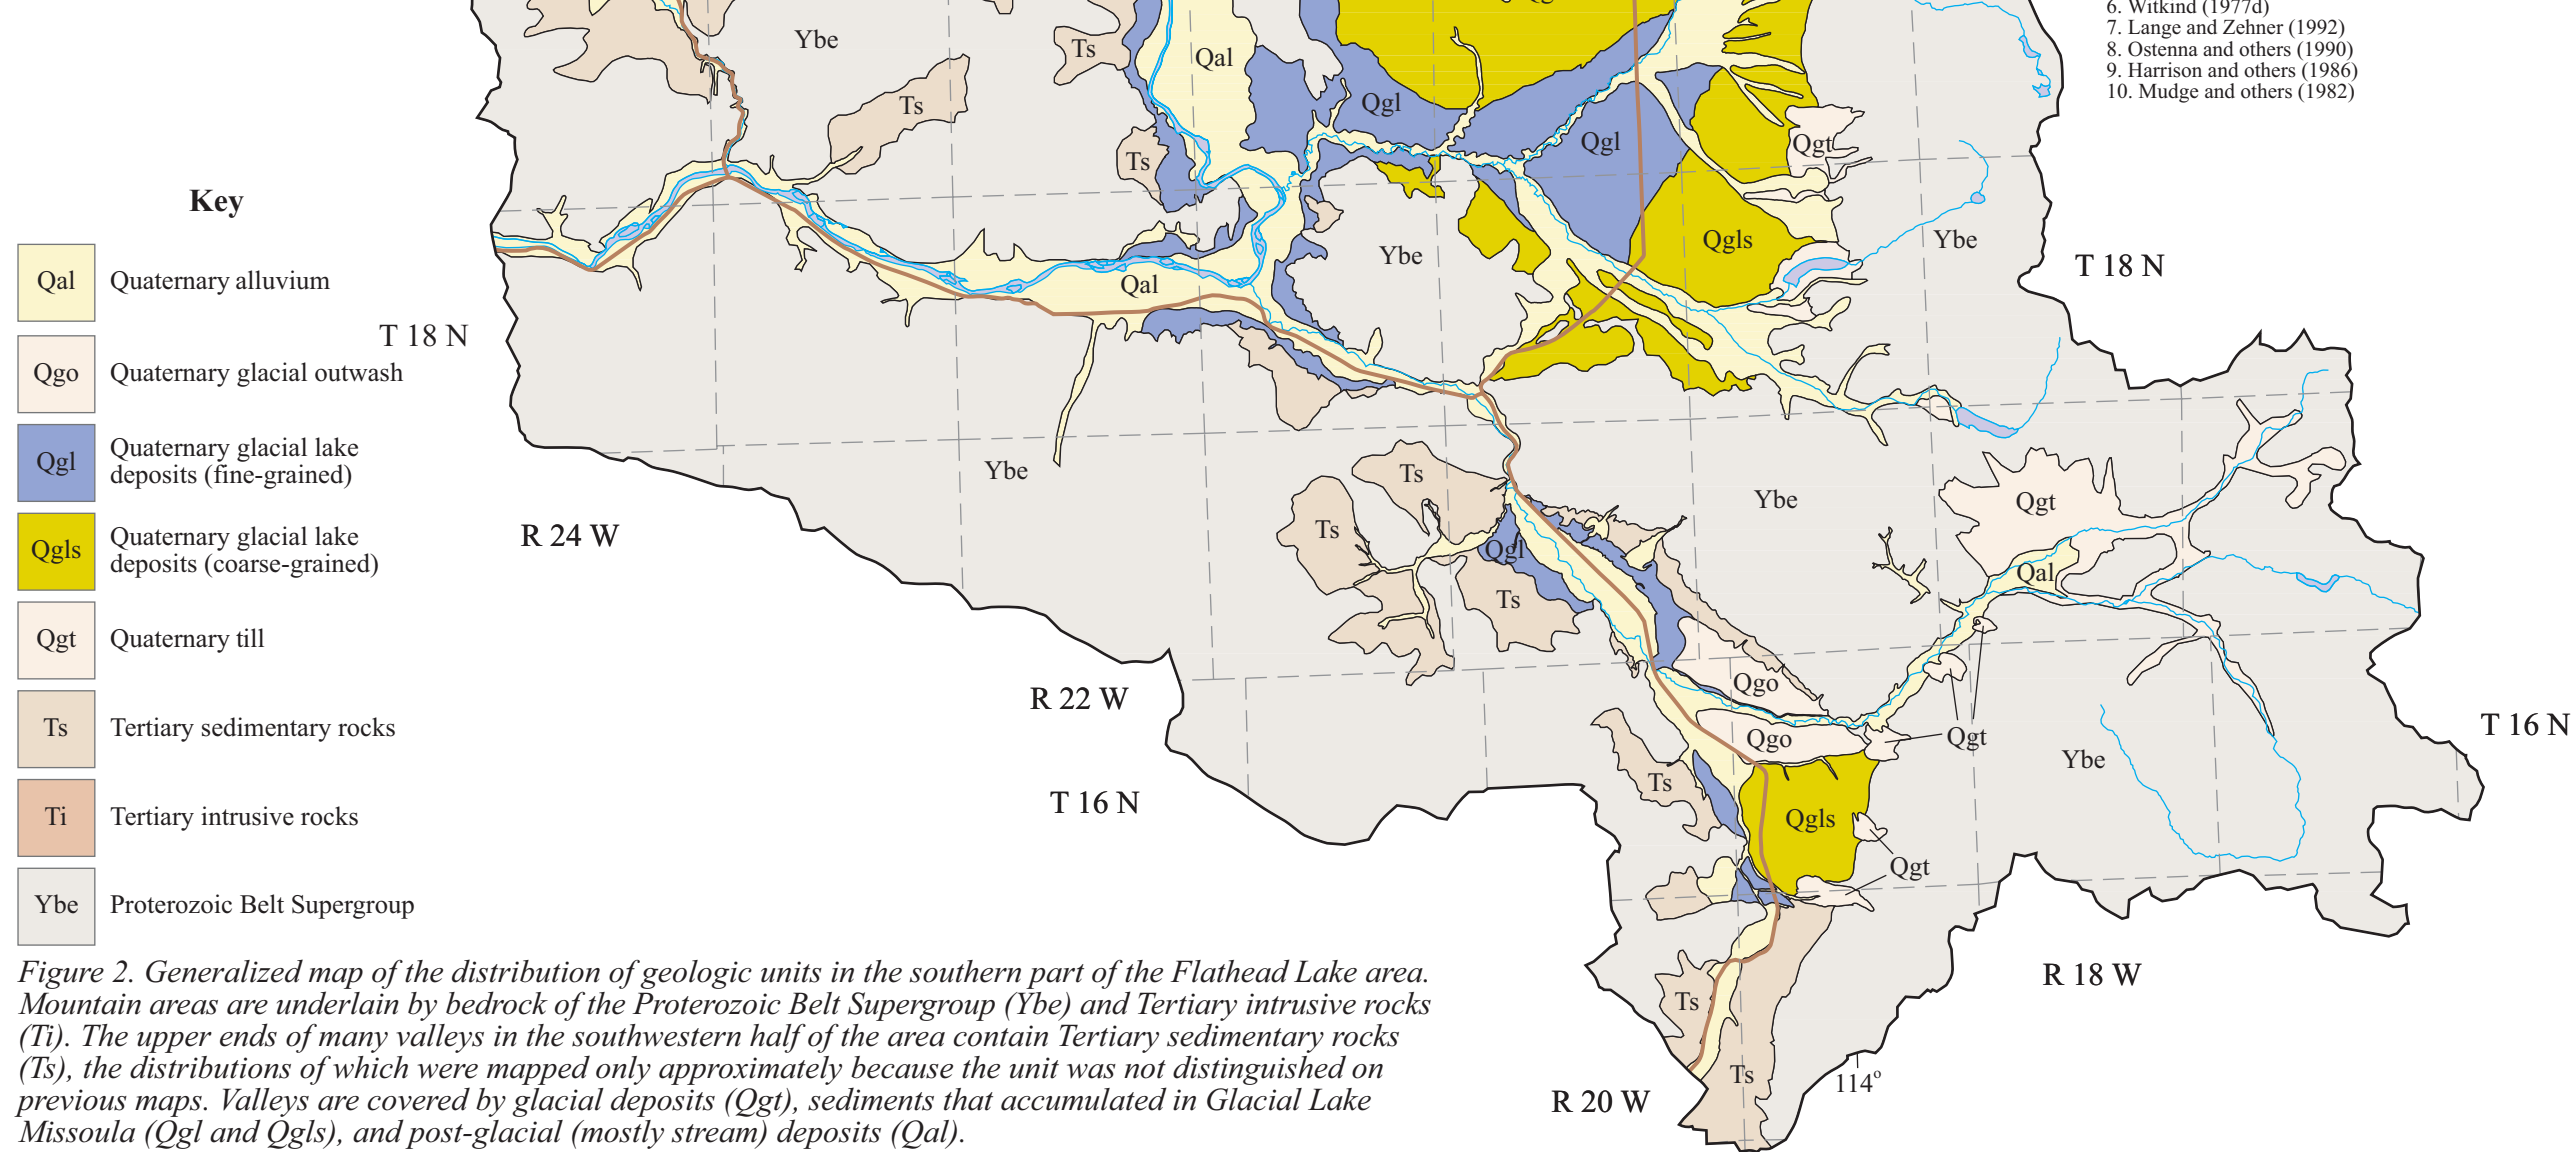 6. Witkind (1977d)
7. Lange and Zehner (1992)
8. Ostenna and others (1990)
9. Harrison and others (1986)
10. Mudge and others (1982)
Ybe
Ts
Qal
Ts
Qgl
Qgl
Qgt
Ts
Ybe
Qgls
Ybe
T 18 N
Qal
Key
Qal Quaternary alluvium
T 18 N
Qgo Quaternary glacial outwash
Qgl Quaternary glacial lake
deposits (fine-grained)
Qgls Quaternary glacial lake
deposits (coarse-grained)
Qgt Quaternary till
Ts Tertiary sedimentary rocks
Ti Tertiary intrusive rocks
Ybe Proterozoic Belt Supergroup
Ybe
Ts
Ts
Qgl
Ts
Ybe
Qgt
Qal
R 24 W
R 22 W
T 16 N
Qgo
Qgo
Qgt
Ybe
T 16 N
Ts
Qgls
Qgt
R 18 W
Ts
Ts
114º
R 20 W
Figure 2. Generalized map of the distribution of geologic units in the southern part of the Flathead Lake area.
Mountain areas are underlain by bedrock of the Proterozoic Belt Supergroup (Ybe) and Tertiary intrusive rocks
(Ti). The upper ends of many valleys in the southwestern half of the area contain Tertiary sedimentary rocks
(Ts), the distributions of which were mapped only approximately because the unit was not distinguished on
previous maps. Valleys are covered by glacial deposits (Qgt), sediments that accumulated in Glacial Lake
Missoula (Qgl and Qgls), and post-glacial (mostly stream) deposits (Qal).